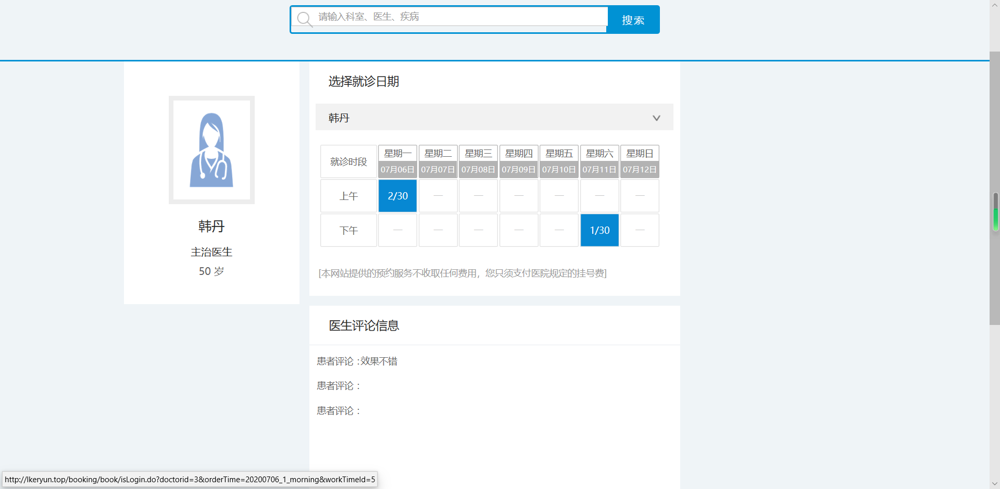 请输入科室、医生、疾病
搜索
韩丹
主治医生
50 岁
选择就诊日期
韩丹
就诊时段 星期一 星期二 星期三 星期四 星期五 星期六 星期日
07月06日 07月07日 07月08日 07月09日 07月10日 07月11日 07月12日
上午 2/30 — — — — — —
下午 — — — — — 1/30 —
[本网站提供的预约服务不收取任何费用，您只须支付医院规定的挂号费]
医生评论信息
患者评论：效果不错
患者评论：
患者评论：
http://lkeryun.top/booking/book/isLogin.do?doctorid=3&orderTime=20200706_1_morning&workTimeId=5